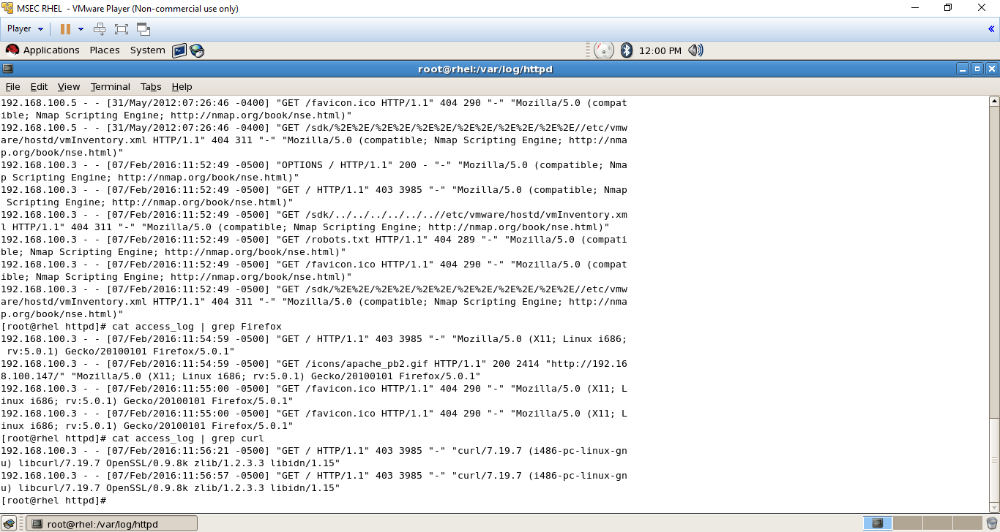 MSEC RHEL - VMware Player (Non-commercial use only)
Player
Applications Places System 12:00 PM
root@rhel:/var/log/httpd
File Edit View Terminal Tabs Help
192.168.100.5 - - [31/May/2012:07:26:46 -0400] "GET /favicon.ico HTTP/1.1" 404 290 "-" "Mozilla/5.0 (compat
ible; Nmap Scripting Engine; http://nmap.org/book/nse.html)"
192.168.100.5 - - [31/May/2012:07:26:46 -0400] "GET /sdk/%2E%2E/%2E%2E/%2E%2E/%2E%2E/%2E%2E//etc/vmw
are/hostd/vmInventory.xml HTTP/1.1" 404 311 "-" "Mozilla/5.0 (compatible; Nmap Scripting Engine; http://nma
p.org/book/nse.html)"
192.168.100.3 - - [07/Feb/2016:11:52:49 -0500] "OPTIONS / HTTP/1.1" 200 - "-" "Mozilla/5.0 (compatible; Nma
p Scripting Engine; http://nmap.org/book/nse.html)"
192.168.100.3 - - [07/Feb/2016:11:52:49 -0500] "GET / HTTP/1.1" 403 3985 "-" "Mozilla/5.0 (compatible; Nmap
Scripting Engine; http://nmap.org/book/nse.html)"
192.168.100.3 - - [07/Feb/2016:11:52:49 -0500] "GET /sdk/../../../../../..//etc/vmware/hostd/vmInventory.xm
l HTTP/1.1" 404 311 "-" "Mozilla/5.0 (compatible; Nmap Scripting Engine; http://nmap.org/book/nse.html)"
192.168.100.3 - - [07/Feb/2016:11:52:49 -0500] "GET /robots.txt HTTP/1.1" 404 289 "-" "Mozilla/5.0 (compati
ble; Nmap Scripting Engine; http://nmap.org/book/nse.html)"
192.168.100.3 - - [07/Feb/2016:11:52:49 -0500] "GET /favicon.ico HTTP/1.1" 404 290 "-" "Mozilla/5.0 (compat
ible; Nmap Scripting Engine; http://nmap.org/book/nse.html)"
192.168.100.3 - - [07/Feb/2016:11:52:49 -0500] "GET /sdk/%2E%2E/%2E%2E/%2E%2E/%2E%2E/%2E%2E//etc/vmw
are/hostd/vmInventory.xml HTTP/1.1" 404 311 "-" "Mozilla/5.0 (compatible; Nmap Scripting Engine; http://nma
p.org/book/nse.html)"
[root@rhel httpd]# cat access_log | grep Firefox
192.168.100.3 - - [07/Feb/2016:11:54:59 -0500] "GET / HTTP/1.1" 403 3985 "-" "Mozilla/5.0 (X11; Linux i686;
rv:5.0.1) Gecko/20100101 Firefox/5.0.1"
192.168.100.3 - - [07/Feb/2016:11:54:59 -0500] "GET /icons/apache_pb2.gif HTTP/1.1" 200 2414 "http://192.16
8.100.147/" "Mozilla/5.0 (X11; Linux i686; rv:5.0.1) Gecko/20100101 Firefox/5.0.1"
192.168.100.3 - - [07/Feb/2016:11:55:00 -0500] "GET /favicon.ico HTTP/1.1" 404 290 "-" "Mozilla/5.0 (X11; L
inux i686; rv:5.0.1) Gecko/20100101 Firefox/5.0.1"
192.168.100.3 - - [07/Feb/2016:11:55:00 -0500] "GET /favicon.ico HTTP/1.1" 404 290 "-" "Mozilla/5.0 (X11; L
inux i686; rv:5.0.1) Gecko/20100101 Firefox/5.0.1"
[root@rhel httpd]# cat access_log | grep curl
192.168.100.3 - - [07/Feb/2016:11:56:21 -0500] "GET / HTTP/1.1" 403 3985 "-" "curl/7.19.7 (i486-pc-linux-gn
u) libcurl/7.19.7 OpenSSL/0.9.8k zlib/1.2.3.3 libidn/1.15"
192.168.100.3 - - [07/Feb/2016:11:56:57 -0500] "GET / HTTP/1.1" 403 3985 "-" "curl/7.19.7 (i486-pc-linux-gn
u) libcurl/7.19.7 OpenSSL/0.9.8k zlib/1.2.3.3 libidn/1.15"
[root@rhel httpd]#
root@rhel:/var/log/httpd